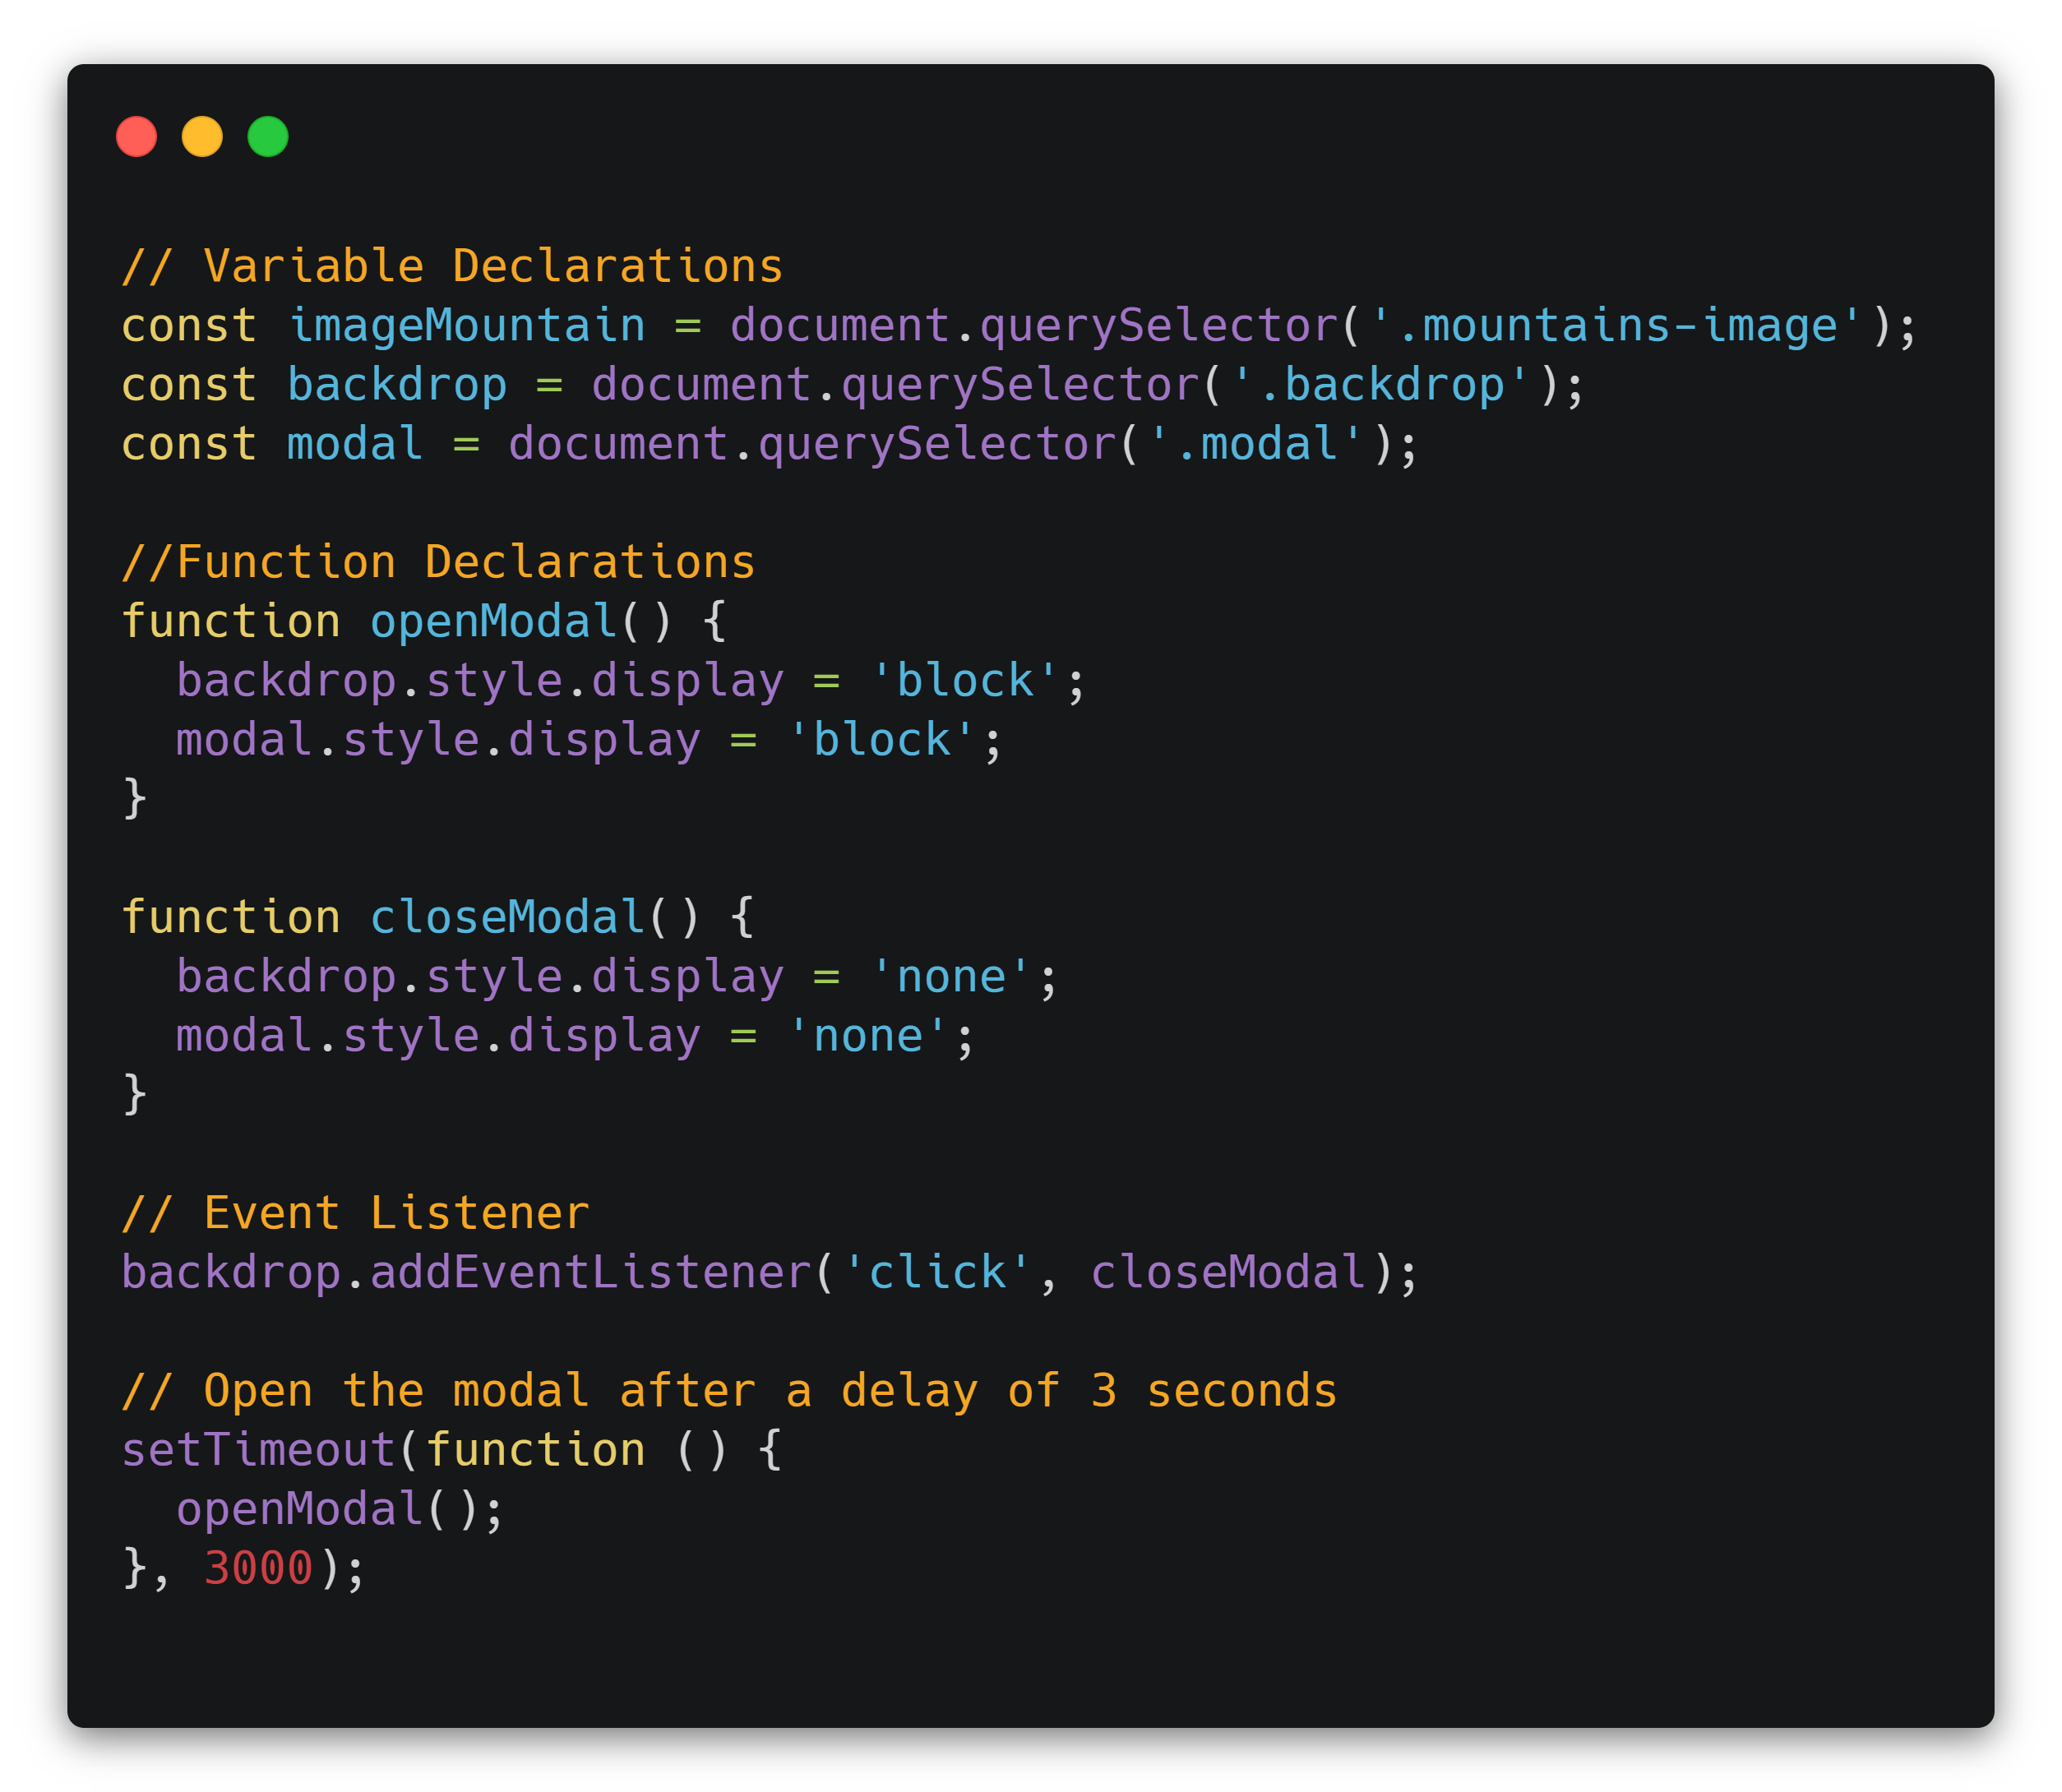 // Variable Declarations
const imageMountain = document.querySelector('.mountains-image');
const backdrop = document.querySelector('.backdrop');
const modal = document.querySelector('.modal');

//Function Declarations
function openModal() {
  backdrop.style.display = 'block';
  modal.style.display = 'block';
}

function closeModal() {
  backdrop.style.display = 'none';
  modal.style.display = 'none';
}

// Event Listener
backdrop.addEventListener('click', closeModal);

// Open the modal after a delay of 3 seconds
setTimeout(function () {
  openModal();
}, 3000);